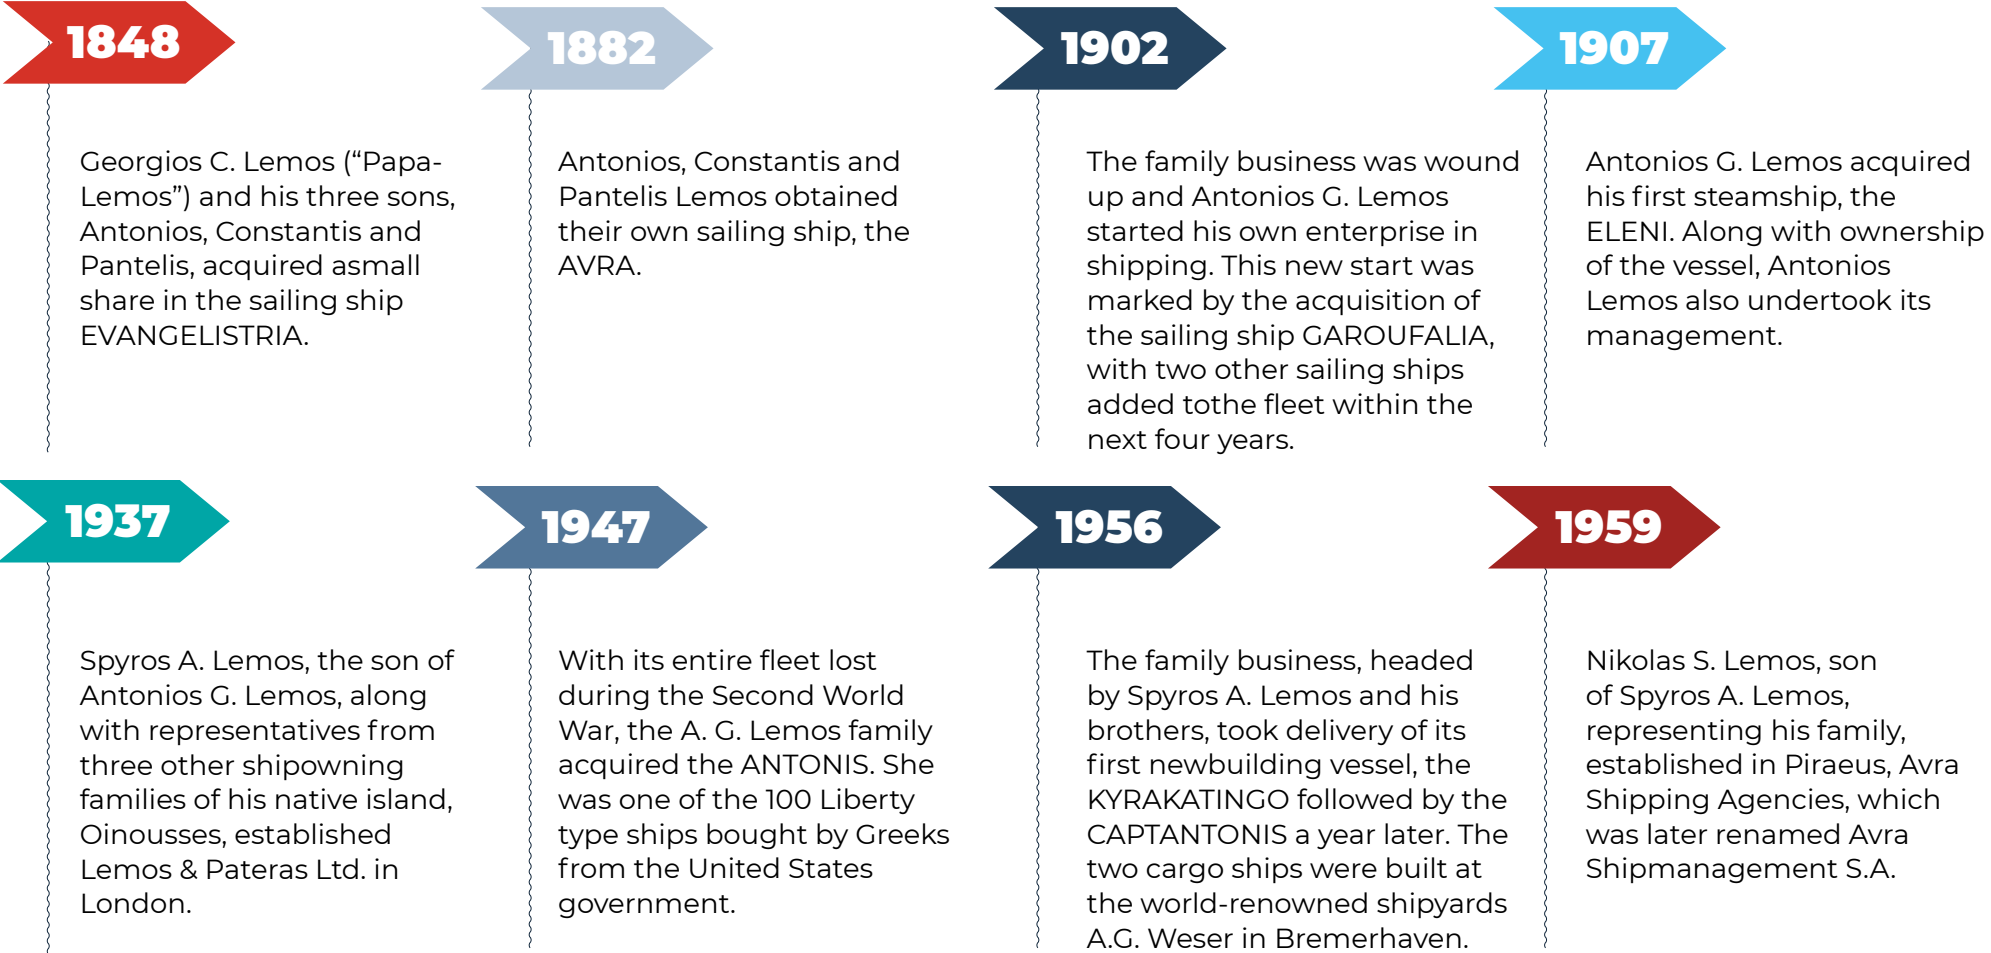 1848
Georgios C. Lemos (“Papa-
Lemos”) and his three sons,
Antonios, Constantis and
Pantelis, acquired asmall
share in the sailing ship
EVANGELISTRIA.
1882
Antonios, Constantis and
Pantelis Lemos obtained
their own sailing ship, the
AVRA.
1902
The family business was wound
up and Antonios G. Lemos
started his own enterprise in
shipping. This new start was
marked by the acquisition of
the sailing ship GAROUFALIA,
with two other sailing ships
added tothe fleet within the
next four years.
1907
Antonios G. Lemos acquired
his first steamship, the
ELENI. Along with ownership
of the vessel, Antonios
Lemos also undertook its
management.
1937
Spyros A. Lemos, the son of
Antonios G. Lemos, along
with representatives from
three other shipowning
families of his native island,
Oinousses, established
Lemos & Pateras Ltd. in
London.
1947
With its entire fleet lost
during the Second World
War, the A. G. Lemos family
acquired the ANTONIS. She
was one of the 100 Liberty
type ships bought by Greeks
from the United States
government.
1956
The family business, headed
by Spyros A. Lemos and his
brothers, took delivery of its
first newbuilding vessel, the
KYRAKATINGO followed by the
CAPTANTONIS a year later. The
two cargo ships were built at
the world-renowned shipyards
A.G. Weser in Bremerhaven.
1959
Nikolas S. Lemos, son
of Spyros A. Lemos,
representing his family,
established in Piraeus, Avra
Shipping Agencies, which
was later renamed Avra
Shipmanagement S.A.